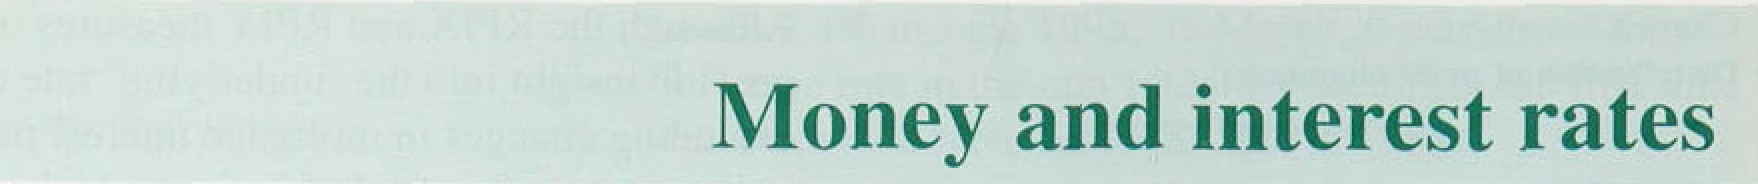 Money and interest rates